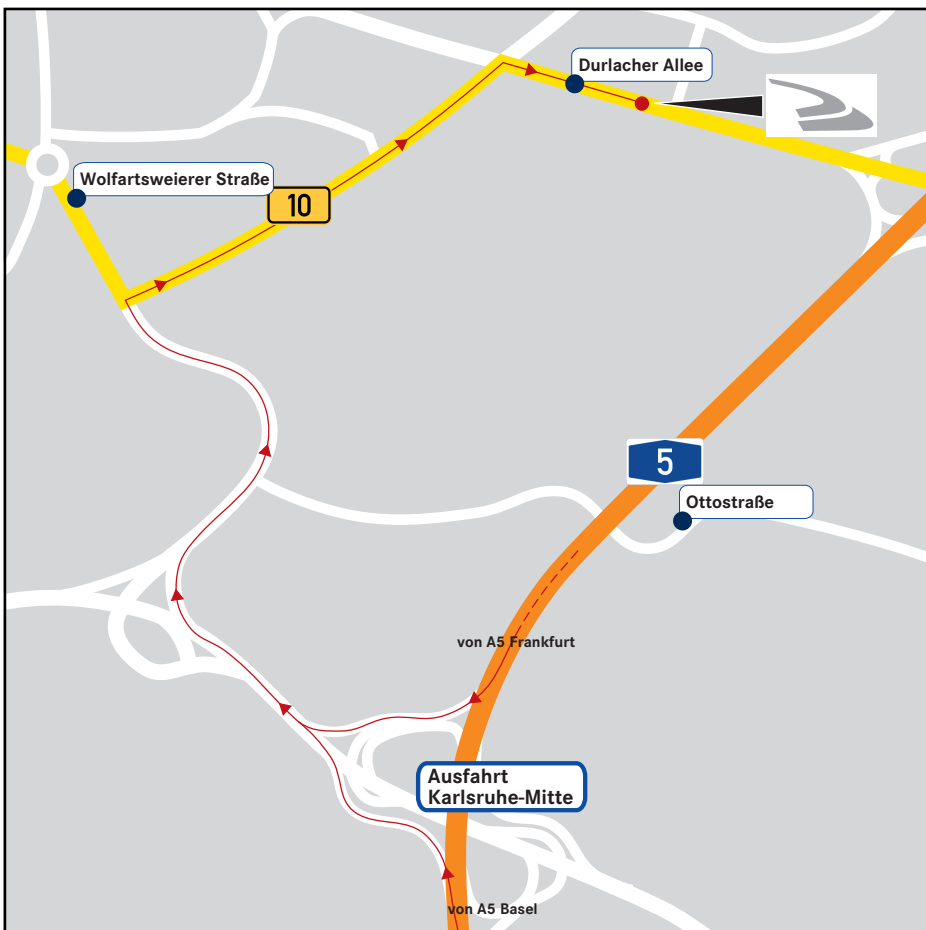 Durlacher Allee
Wolfartsweierer Straße
10
5
Ottostraße
von A5 Frankfurt
Ausfahrt
Karlsruhe-Mitte
von A5 Basel